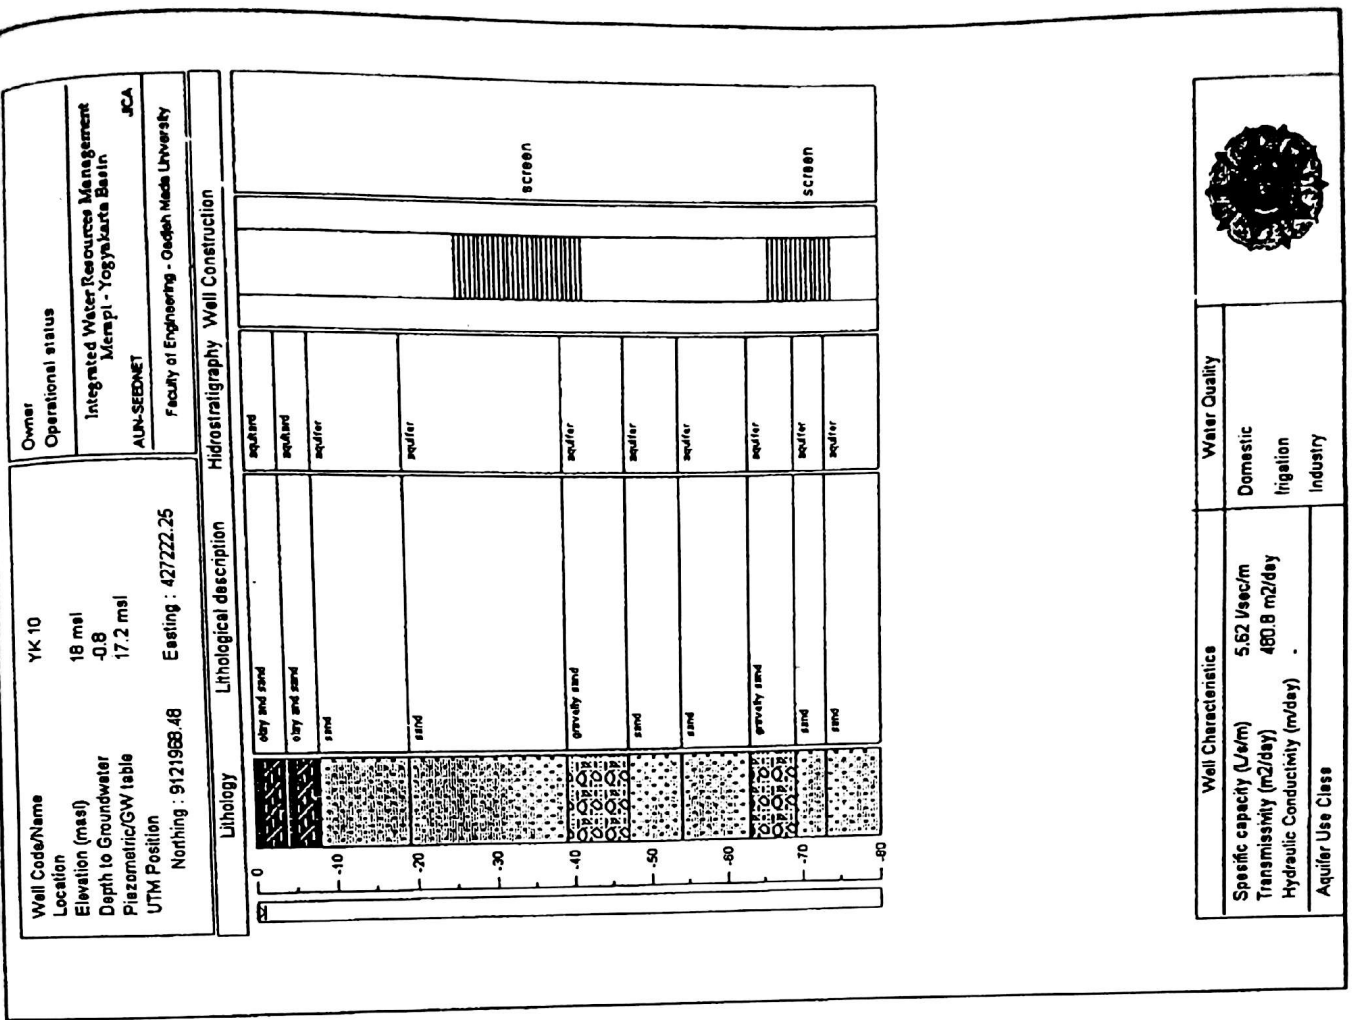 Well Code/Name YK 10
Location
Elevation (masl) 18 msl
Depth to Groundwater -0.8
Piezometric/GW table 17.2 msl
UTM Position
Northing : 9121968.48 Easting : 427222.25
Owner
Operational status
Integrated Water Resources Management
Merapi - Yogyakarta Basin
AUN-SEEDNET JICA
Faculty of Engineering - Gadjah Mada University
Lithology Lithological description Hidrostratigraphy Well Construction
0
-10
-20
-30
-40
-50
-60
-70
-80
clay and sand aquitard
clay and sand aquitard
sand aquifer
sand aquifer
gravelly sand aquifer
sand aquifer
sand aquifer
gravelly sand aquifer
sand aquifer
sand aquifer
screen
screen
Well Characteristics Water Quality
Spesific capacity (L/s/m) 5.62 l/sec/m
Transmissivity (m2/day) 480.8 m2/day
Hydraulic Conductivity (m/day) -
Aquifer Use Class
Domestic
Irigation
Industry